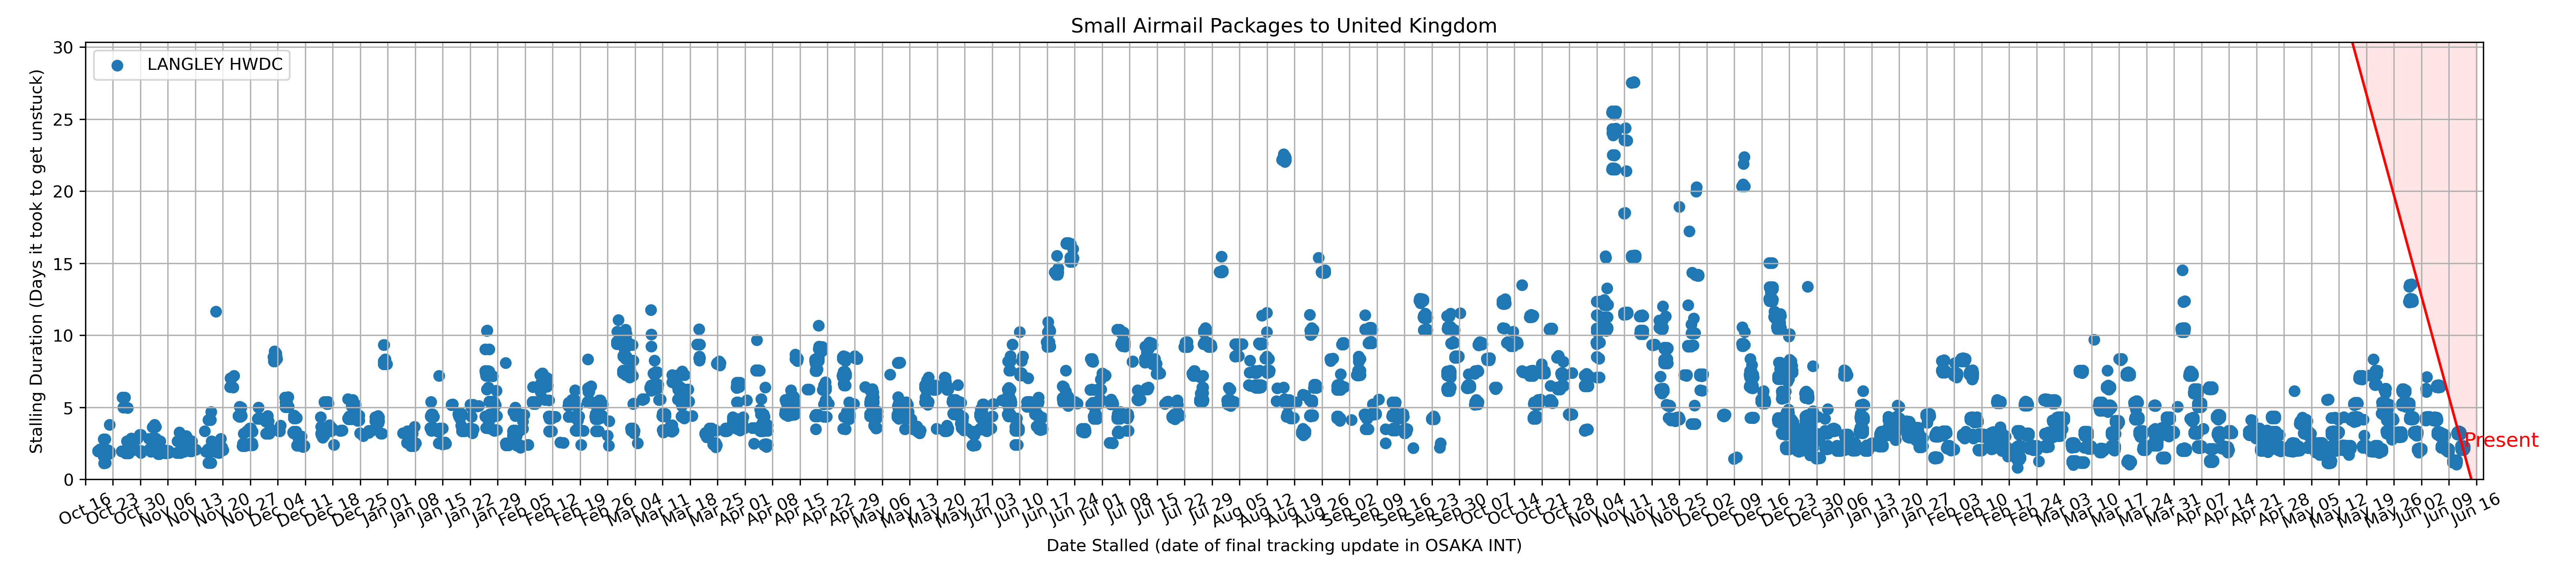 Small Airmail Packages to United Kingdom
LANGLEY HWDC
Stalling Duration (Days it took to get unstuck)
30
25
20
15
10
5
0
Present
Oct 16 Oct 23 Oct 30 Nov 06 Nov 13 Nov 20 Nov 27 Dec 04 Dec 11 Dec 18 Dec 25 Jan 01 Jan 08 Jan 15 Jan 22 Jan 29 Feb 05 Feb 12 Feb 19 Feb 26 Mar 04 Mar 11 Mar 18 Mar 25 Apr 01 Apr 08 Apr 15 Apr 22 Apr 29 May 06 May 13 May 20 May 27 Jun 03 Jun 10 Jun 17 Jun 24 Jul 01 Jul 08 Jul 15 Jul 22 Jul 29 Aug 05 Aug 12 Aug 19 Aug 26 Sep 02 Sep 09 Sep 16 Sep 23 Sep 30 Oct 07 Oct 14 Oct 21 Oct 28 Nov 04 Nov 11 Nov 18 Nov 25 Dec 02 Dec 09 Dec 16 Dec 23 Dec 30 Jan 06 Jan 13 Jan 20 Jan 27 Feb 03 Feb 10 Feb 17 Feb 24 Mar 03 Mar 10 Mar 17 Mar 24 Mar 31 Apr 07 Apr 14 Apr 21 Apr 28 May 05 May 12 May 19 May 26 Jun 02 Jun 09 Jun 16
Date Stalled (date of final tracking update in OSAKA INT)